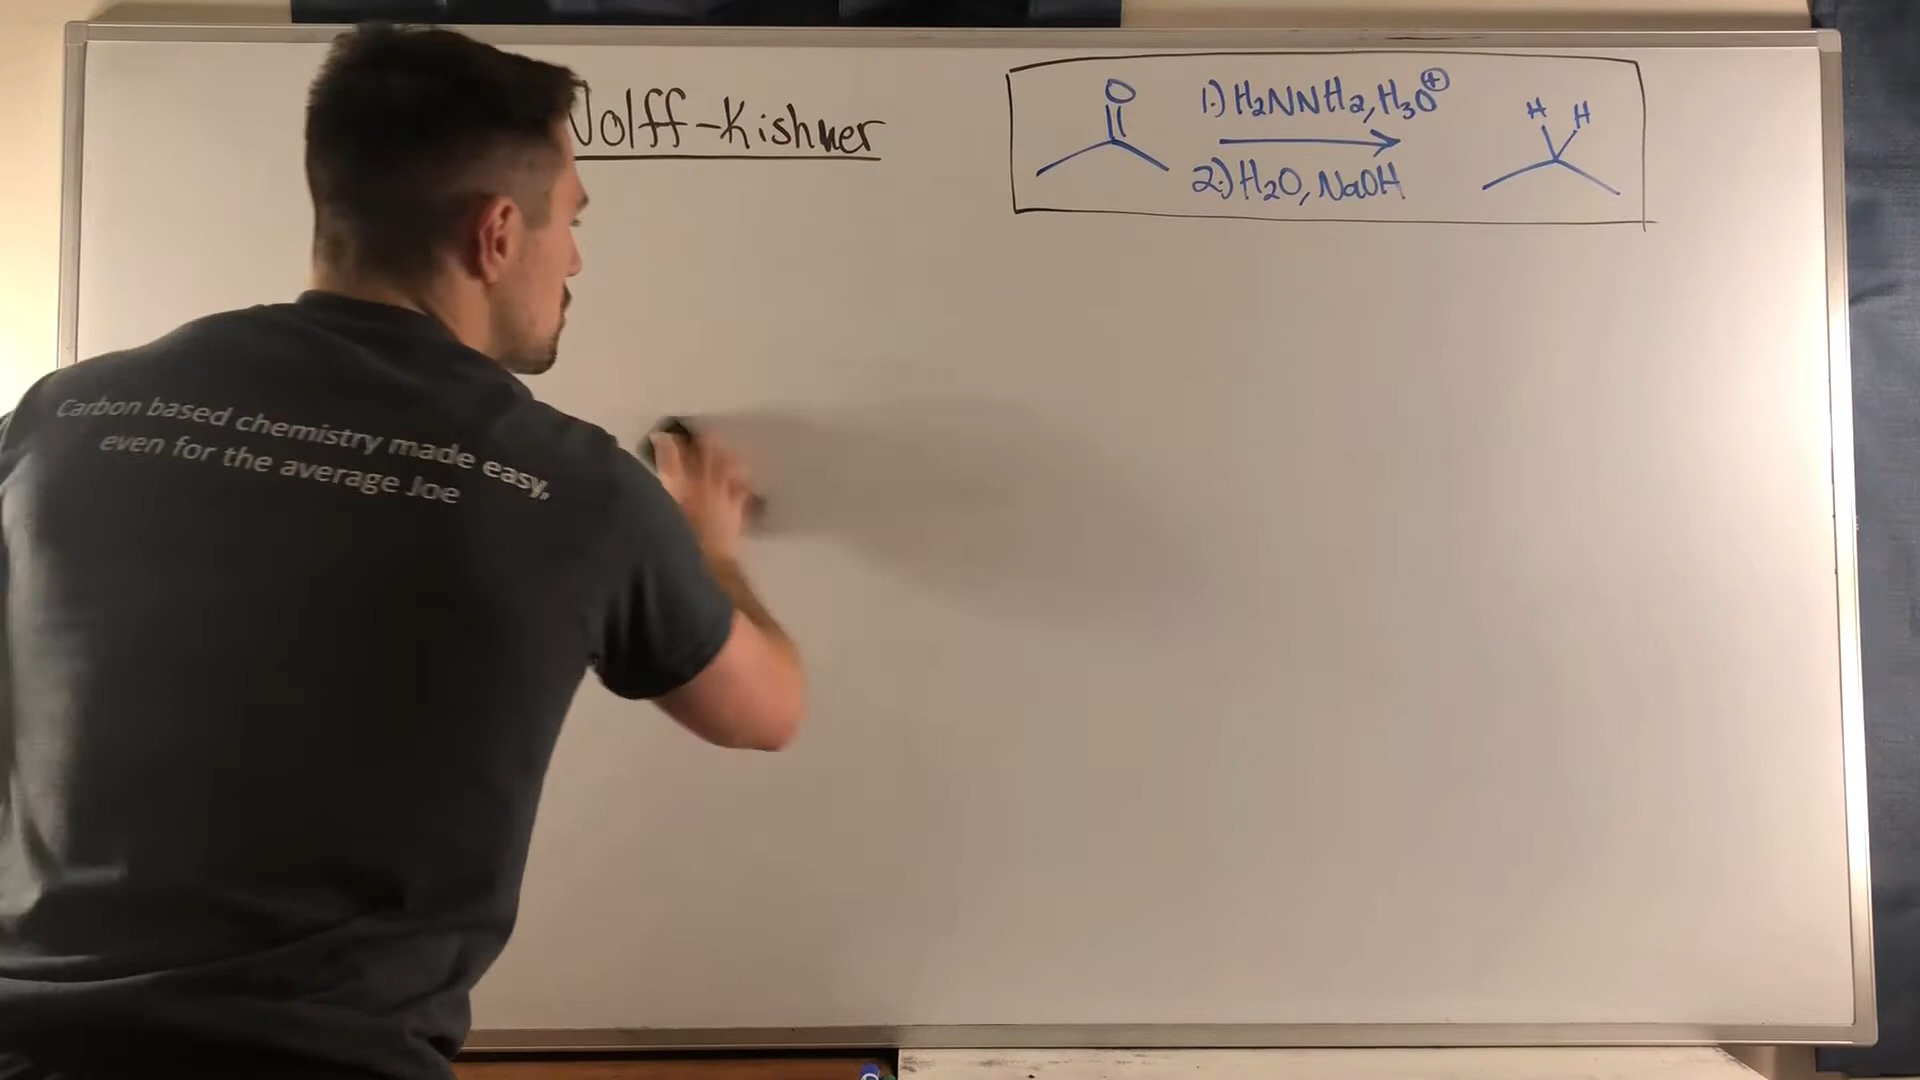 Wolff-Kishner
O
1.) H₂NNH₂, H₃O⊕
2.) H₂O, NaOH
H H
Carbon based chemistry made easy,
even for the average Joe